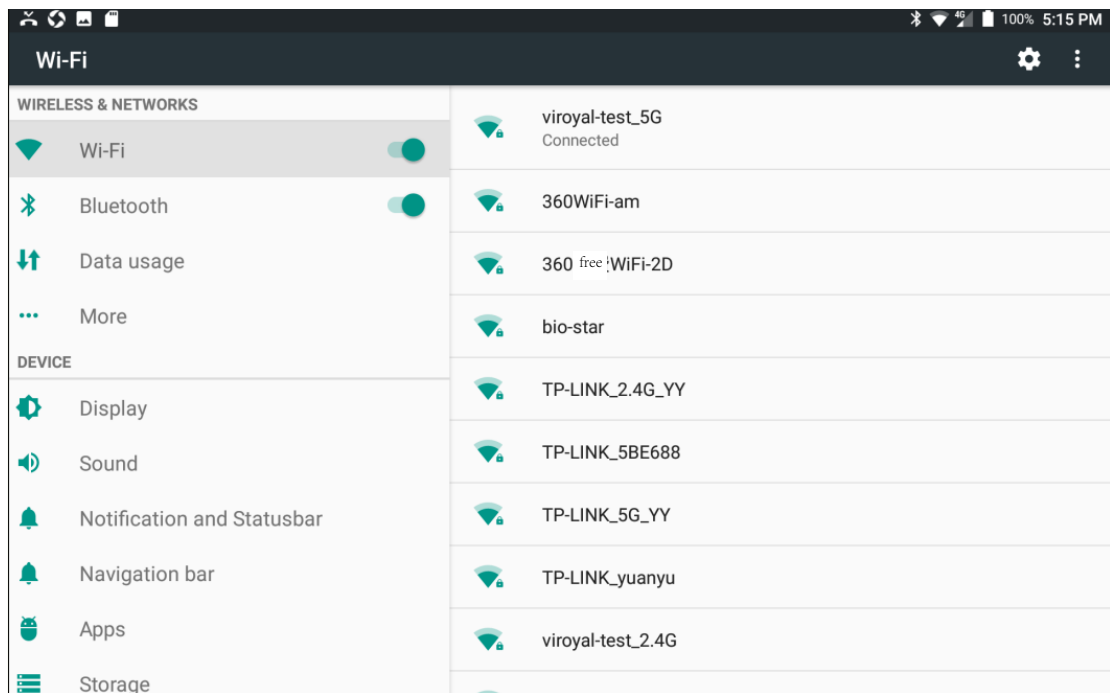 4G 100% 5:15 PM
Wi-Fi
WIRELESS & NETWORKS
Wi-Fi
Bluetooth
Data usage
More
DEVICE
Display
Sound
Notification and Statusbar
Navigation bar
Apps
Storage
viroyal-test_5G
Connected
360WiFi-am
360 free WiFi-2D
bio-star
TP-LINK_2.4G_YY
TP-LINK_5BE688
TP-LINK_5G_YY
TP-LINK_yuanyu
viroyal-test_2.4G